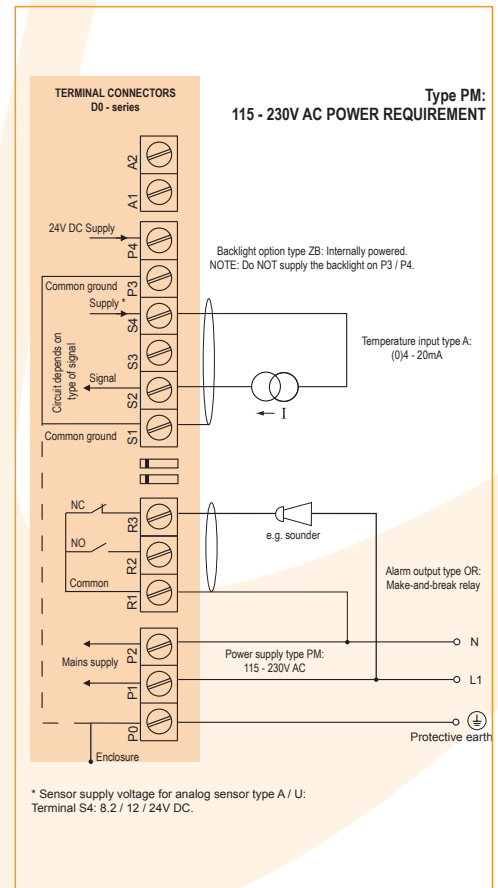 TERMINAL CONNECTORS
D0 - series
Type PM:
115 - 230V AC POWER REQUIREMENT
A2
A1
24V DC Supply
P4
Backlight option type ZB: Internally powered.
NOTE: Do NOT supply the backlight on P3 / P4.
P3
Common ground
Supply *
S4
Temperature input type A:
(0)4 - 20mA
Circuit depends on
type of signal
S3
Signal
S2
I
Common ground
S1
NC
R3
e.g. sounder
NO
R2
Alarm output type OR:
Make-and-break relay
Common
R1
N
P2
Mains supply
Power supply type PM:
115 - 230V AC
P1
L1
P0
Protective earth
Enclosure
* Sensor supply voltage for analog sensor type A / U:
Terminal S4: 8.2 / 12 / 24V DC.